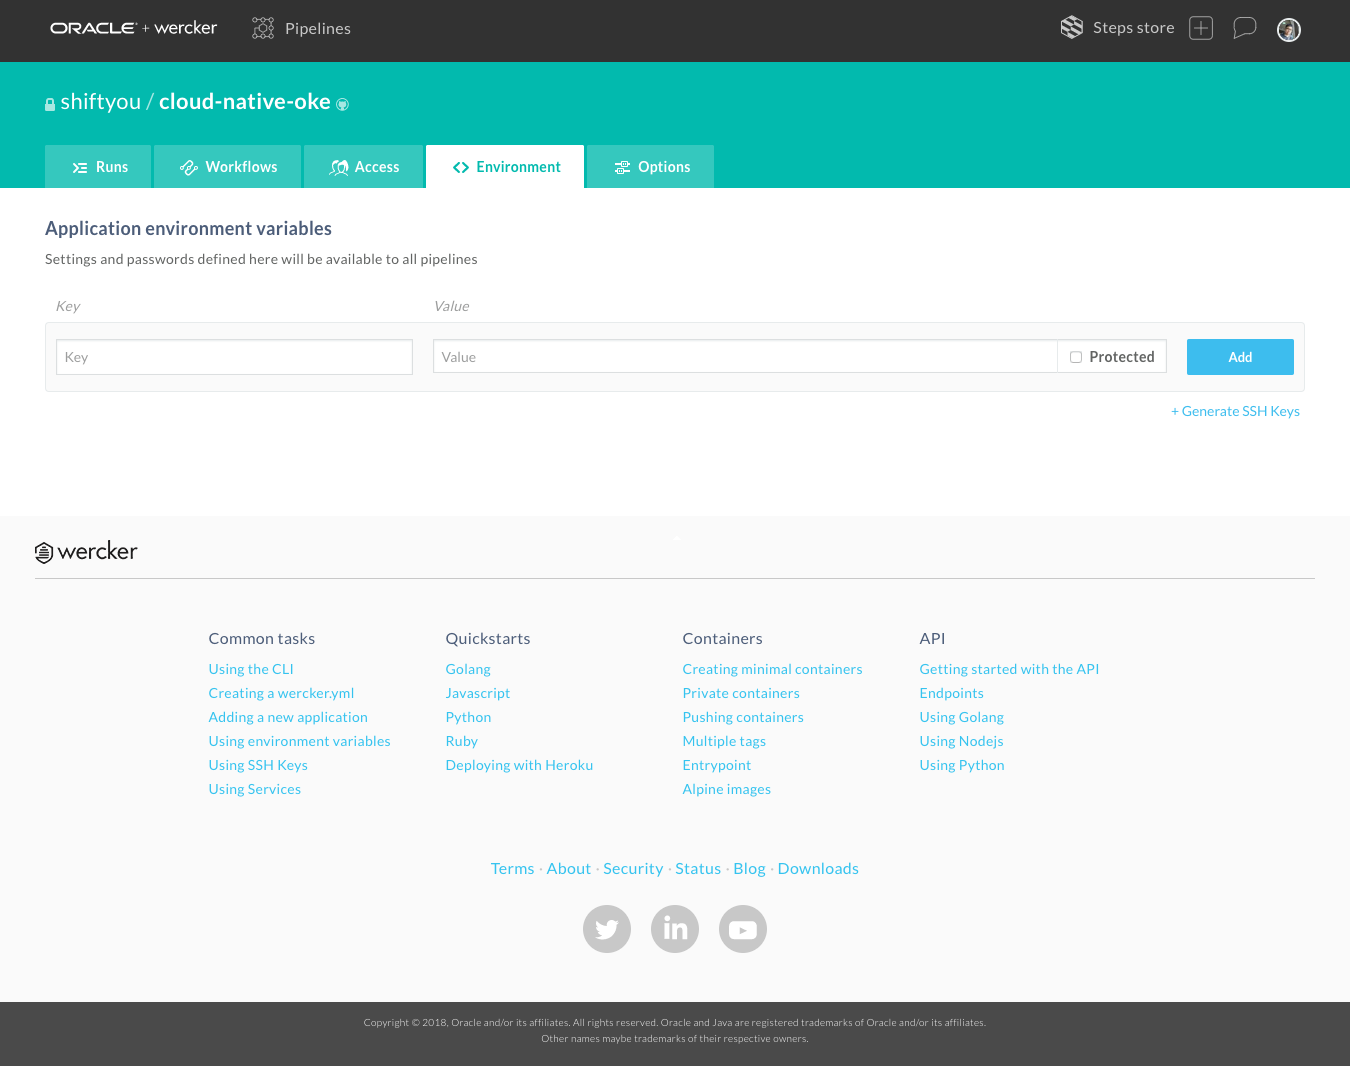 ORACLE + wercker Pipelines Steps store
shiftyou / cloud-native-oke
Runs Workflows Access Environment Options
Application environment variables
Settings and passwords defined here will be available to all pipelines
Key Value
Key Value Protected Add
+ Generate SSH Keys
wercker
Common tasks
Using the CLI
Creating a wercker.yml
Adding a new application
Using environment variables
Using SSH Keys
Using Services
Quickstarts
Golang
Javascript
Python
Ruby
Deploying with Heroku
Containers
Creating minimal containers
Private containers
Pushing containers
Multiple tags
Entrypoint
Alpine images
API
Getting started with the API
Endpoints
Using Golang
Using Nodejs
Using Python
Terms · About · Security · Status · Blog · Downloads
in
Copyright © 2018, Oracle and/or its affiliates. All rights reserved. Oracle and Java are registered trademarks of Oracle and/or its affiliates.
Other names maybe trademarks of their respective owners.